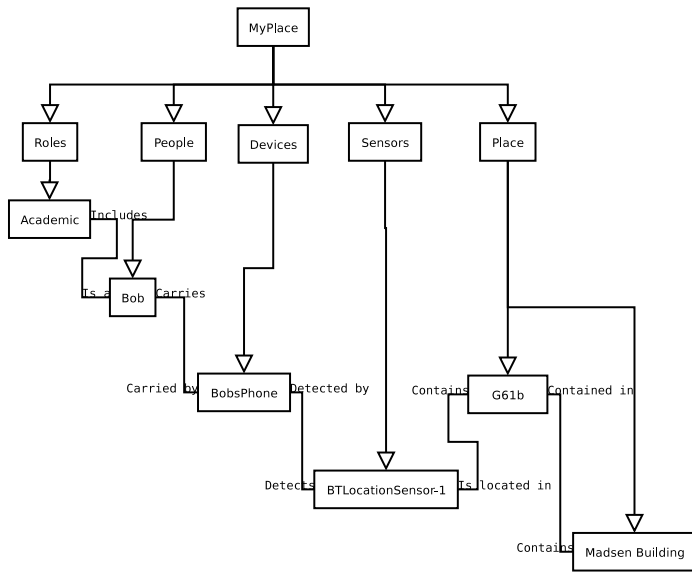 MyPlace
Roles
People
Devices
Sensors
Place
Academic
Includes
Is a
Bob
Carries
Carried by
BobsPhone
Detected by
Contains
G61b
Contained in
Detects
BTLocationSensor-1
Is located in
Contains
Madsen Building